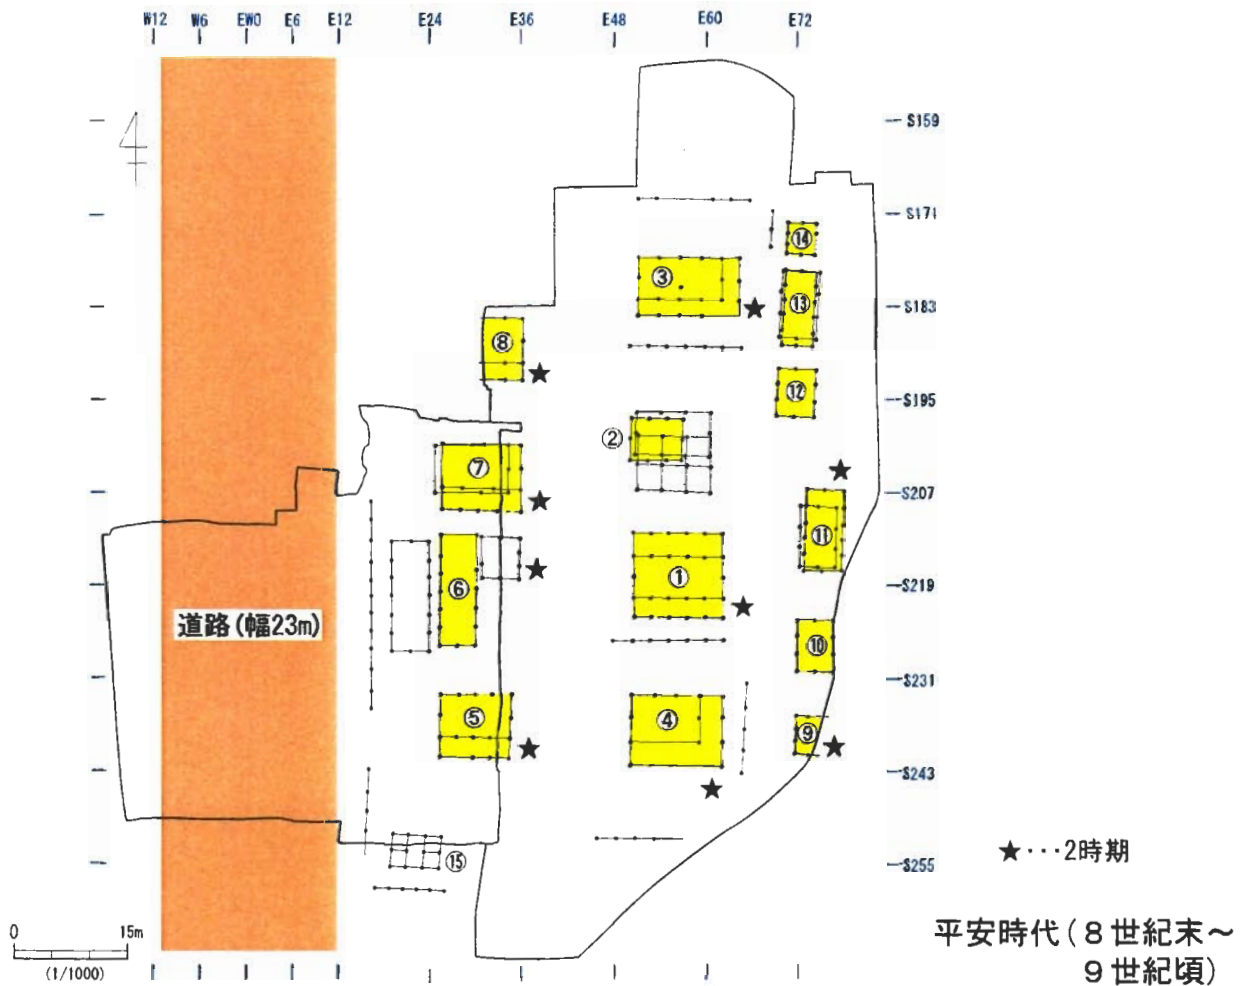 W12 W6 EW0 E6 E12 E24 E36 E48 E60 E72
S159
S171
⑭
③
⑬
S183
⑧
★
★
⑫
S195
②
⑦
★
S207
★
⑪
★
①
⑥
S219
★
道路(幅23m)
⑩
S231
⑤
④
⑨
★
★
S243
★
⑮
S255
★・・・2時期
0 15m
(1/1000)
平安時代(8世紀末~
9世紀頃)